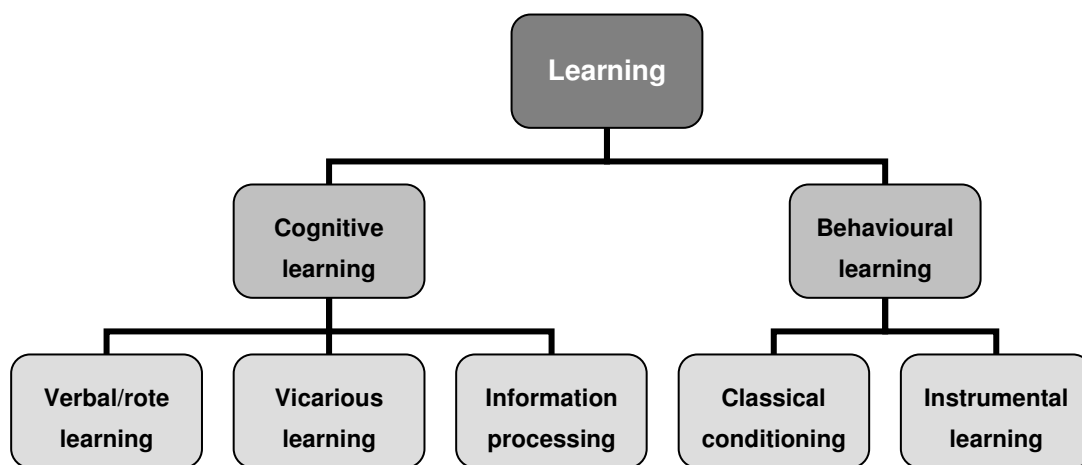 Learning
Cognitive
learning
Behavioural
learning
Verbal/rote
learning
Vicarious
learning
Information
processing
Classical
conditioning
Instrumental
learning